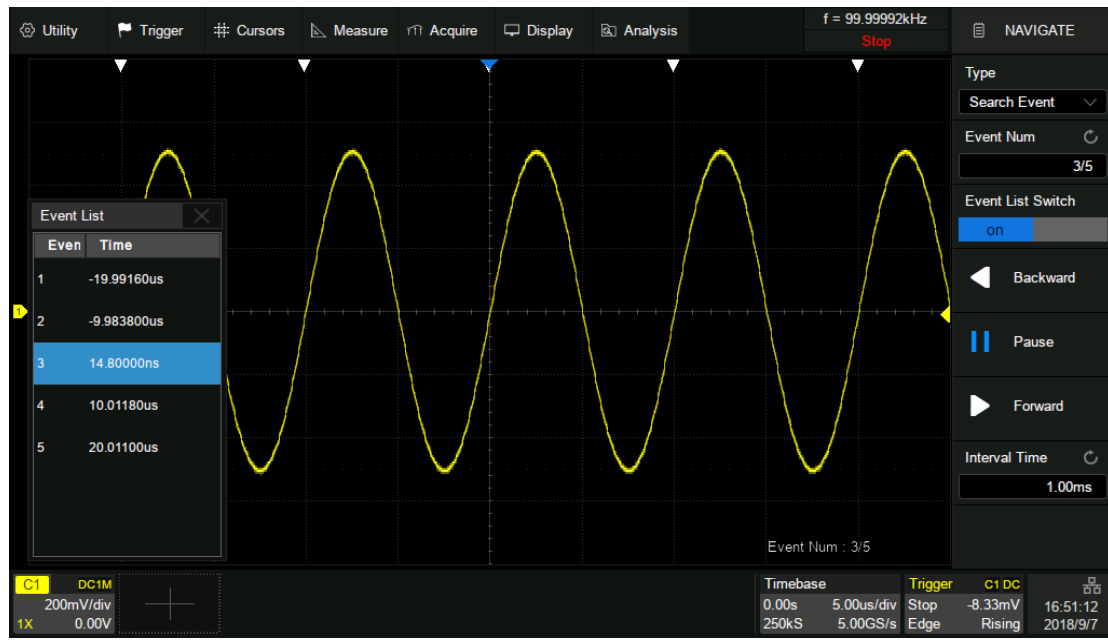 Utility Trigger Cursors Measure Acquire Display Analysis
f = 99.99992kHz
Stop
NAVIGATE
Type
Search Event
Event Num
3/5
Event List Switch
on
Backward
Pause
Forward
Interval Time
1.00ms
Event List
Even Time
1 -19.99160us
2 -9.983800us
3 14.80000ns
4 10.01180us
5 20.01100us
1
Event Num : 3/5
C1 DC1M
200mV/div
1X 0.00V
Timebase
0.00s 5.00us/div
250kS 5.00GS/s
Trigger C1 DC
Stop -8.33mV
Edge Rising
16:51:12
2018/9/7